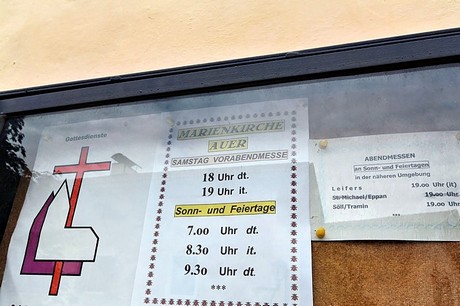 Gottesdienste
MARIENKIRCHE
AUER
SAMSTAG VORABENDMESSE
18 Uhr dt.
19 Uhr it.
Sonn- und Feiertage
7.00 Uhr dt.
8.30 Uhr it.
9.30 Uhr dt.
***
ABENDMESSEN
an Sonn- und Feiertagen
in der näheren Umgebung
Leifers 19.00 Uhr (it)
StMichael/Eppan 19.00 Uhr
Söll/Tramin 19.00 Uhr
***